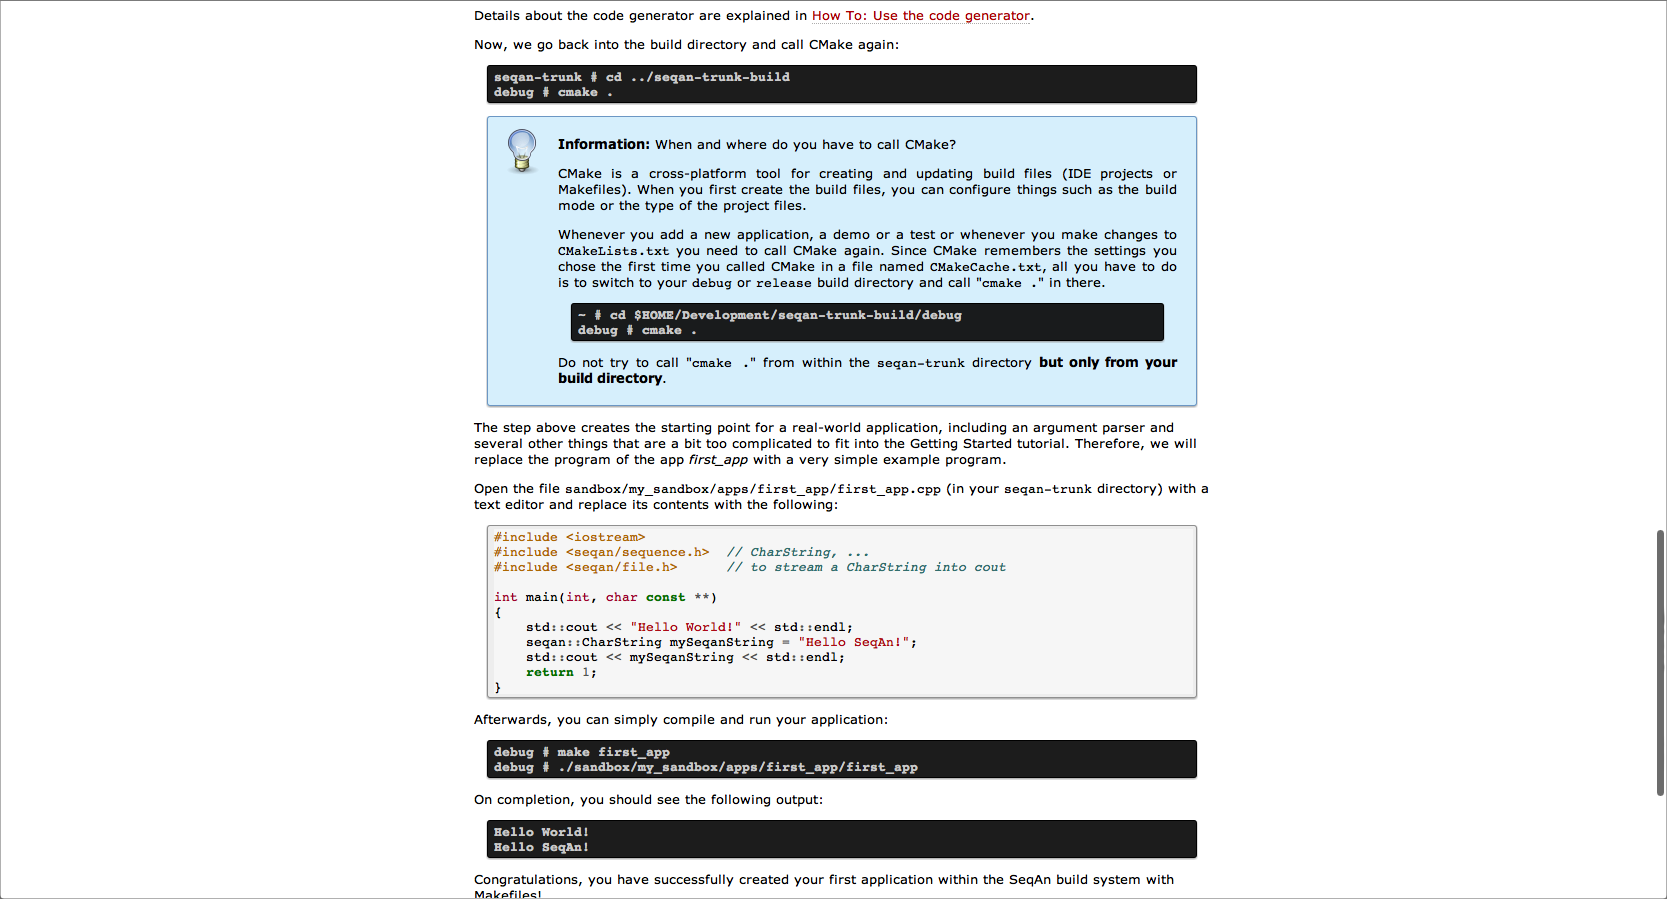 Details about the code generator are explained in How To: Use the code generator.
Now, we go back into the build directory and call CMake again:
seqan-trunk # cd ../seqan-trunk-build
debug # cmake .
Information: When and where do you have to call CMake?
CMake is a cross-platform tool for creating and updating build files (IDE projects or
Makefiles). When you first create the build files, you can configure things such as the build
mode or the type of the project files.
Whenever you add a new application, a demo or a test or whenever you make changes to
CMakeLists.txt you need to call CMake again. Since CMake remembers the settings you
chose the first time you called CMake in a file named CMakeCache.txt, all you have to do
is to switch to your debug or release build directory and call "cmake ." in there.
~ # cd $HOME/Development/seqan-trunk-build/debug
debug # cmake .
Do not try to call "cmake ." from within the seqan-trunk directory but only from your
build directory.
The step above creates the starting point for a real-world application, including an argument parser and
several other things that are a bit too complicated to fit into the Getting Started tutorial. Therefore, we will
replace the program of the app first_app with a very simple example program.
Open the file sandbox/my_sandbox/apps/first_app/first_app.cpp (in your seqan-trunk directory) with a
text editor and replace its contents with the following:
#include <iostream>
#include <seqan/sequence.h>  // CharString, ...
#include <seqan/file.h>      // to stream a CharString into cout
int main(int, char const **)
{
    std::cout << "Hello World!" << std::endl;
    seqan::CharString mySeqanString = "Hello SeqAn!";
    std::cout << mySeqanString << std::endl;
    return 1;
}
Afterwards, you can simply compile and run your application:
debug # make first_app
debug # ./sandbox/my_sandbox/apps/first_app/first_app
On completion, you should see the following output:
Hello World!
Hello SeqAn!
Congratulations, you have successfully created your first application within the SeqAn build system with
Makefiles!